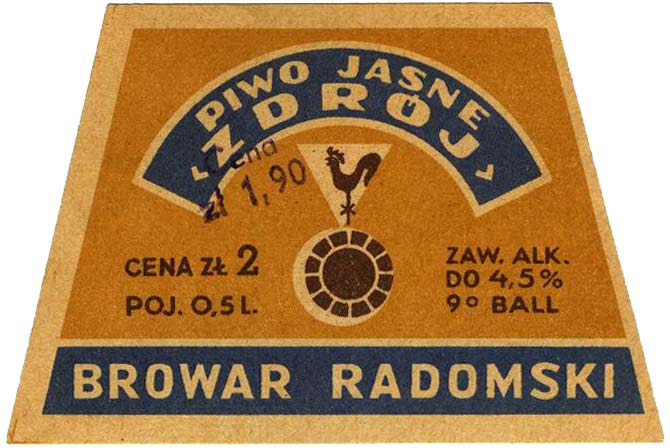 PIWO JASNE
„ZDRÓJ”
Cena
zł 1,90
CENA ZŁ 2
POJ. 0,5 L.
ZAW. ALK.
DO 4,5%
9° BALL
BROWAR RADOMSKI